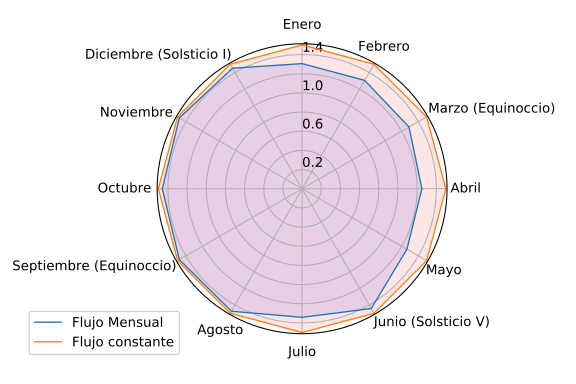 Enero
Febrero
Marzo (Equinoccio)
Abril
Mayo
Junio (Solsticio V)
Julio
Agosto
Septiembre (Equinoccio)
Octubre
Noviembre
Diciembre (Solsticio I)
1.4
1.0
0.6
0.2
Flujo Mensual
Flujo constante